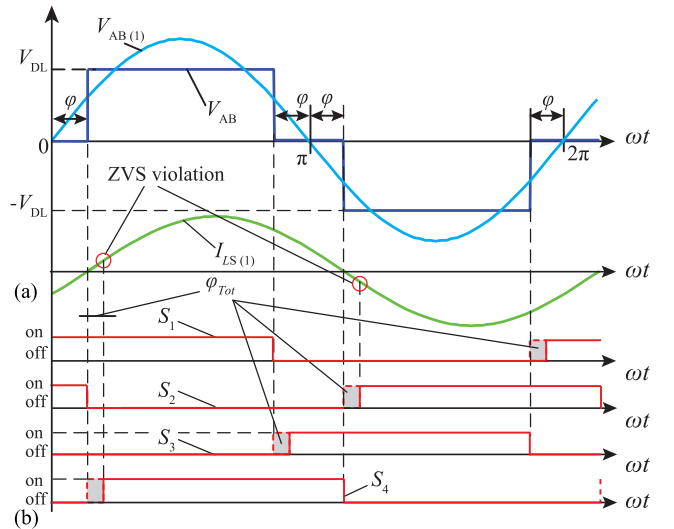 V_AB(1)
V_DL
φ
φ φ
φ
V_AB
0
π
2π
ωt
ZVS violation
-V_DL
I_LS(1)
ωt
(a)
φ_Tot
on
off
S_1
ωt
on
off
S_2
ωt
on
off
S_3
ωt
on
off
S_4
ωt
(b)